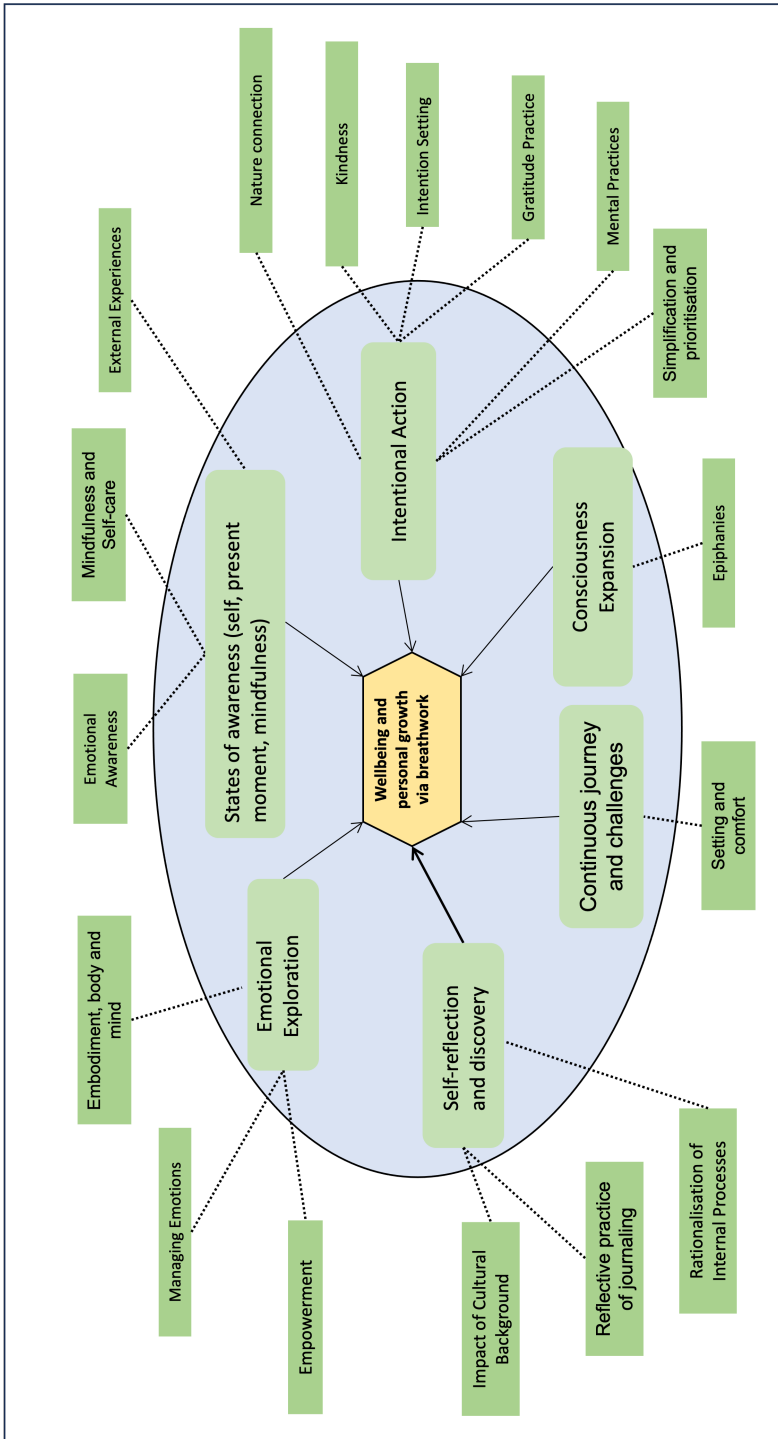 Emotional
Awareness
Mindfulness and
Self-care
External Experiences
Nature connection
Embodiment, body and
mind
States of awareness (self, present
moment, mindfulness)
Kindness
Managing Emotions
Emotional
Exploration
Intentional Action
Intention Setting
Empowerment
Wellbeing and
personal growth
via breathwork
Gratitude Practice
Self-reflection
and discovery
Continuous journey
and challenges
Consciousness
Expansion
Mental Practices
Impact of Cultural
Background
Simplification and
prioritisation
Reflective practice
of journaling
Rationalisation of
Internal Processes
Setting and
comfort
Epiphanies